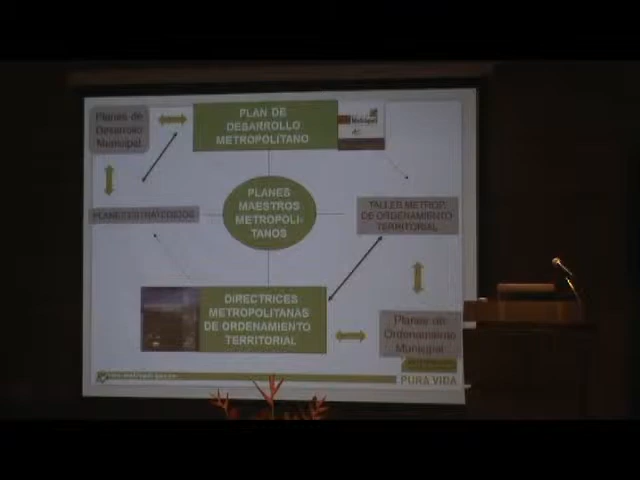 Planes de
Desarrollo
Municipal
PLAN DE
DESARROLLO
METROPOLITANO
PLANES ESTRATEGICOS
PLANES
MAESTROS
METROPOLI-
TANOS
TALLER METROP.
DE ORDENAMIENTO
TERRITORIAL
DIRECTRICES
METROPOLITANAS
DE ORDENAMIENTO
TERRITORIAL
Planes de
Ordenamiento
Municipal
PURA VIDA